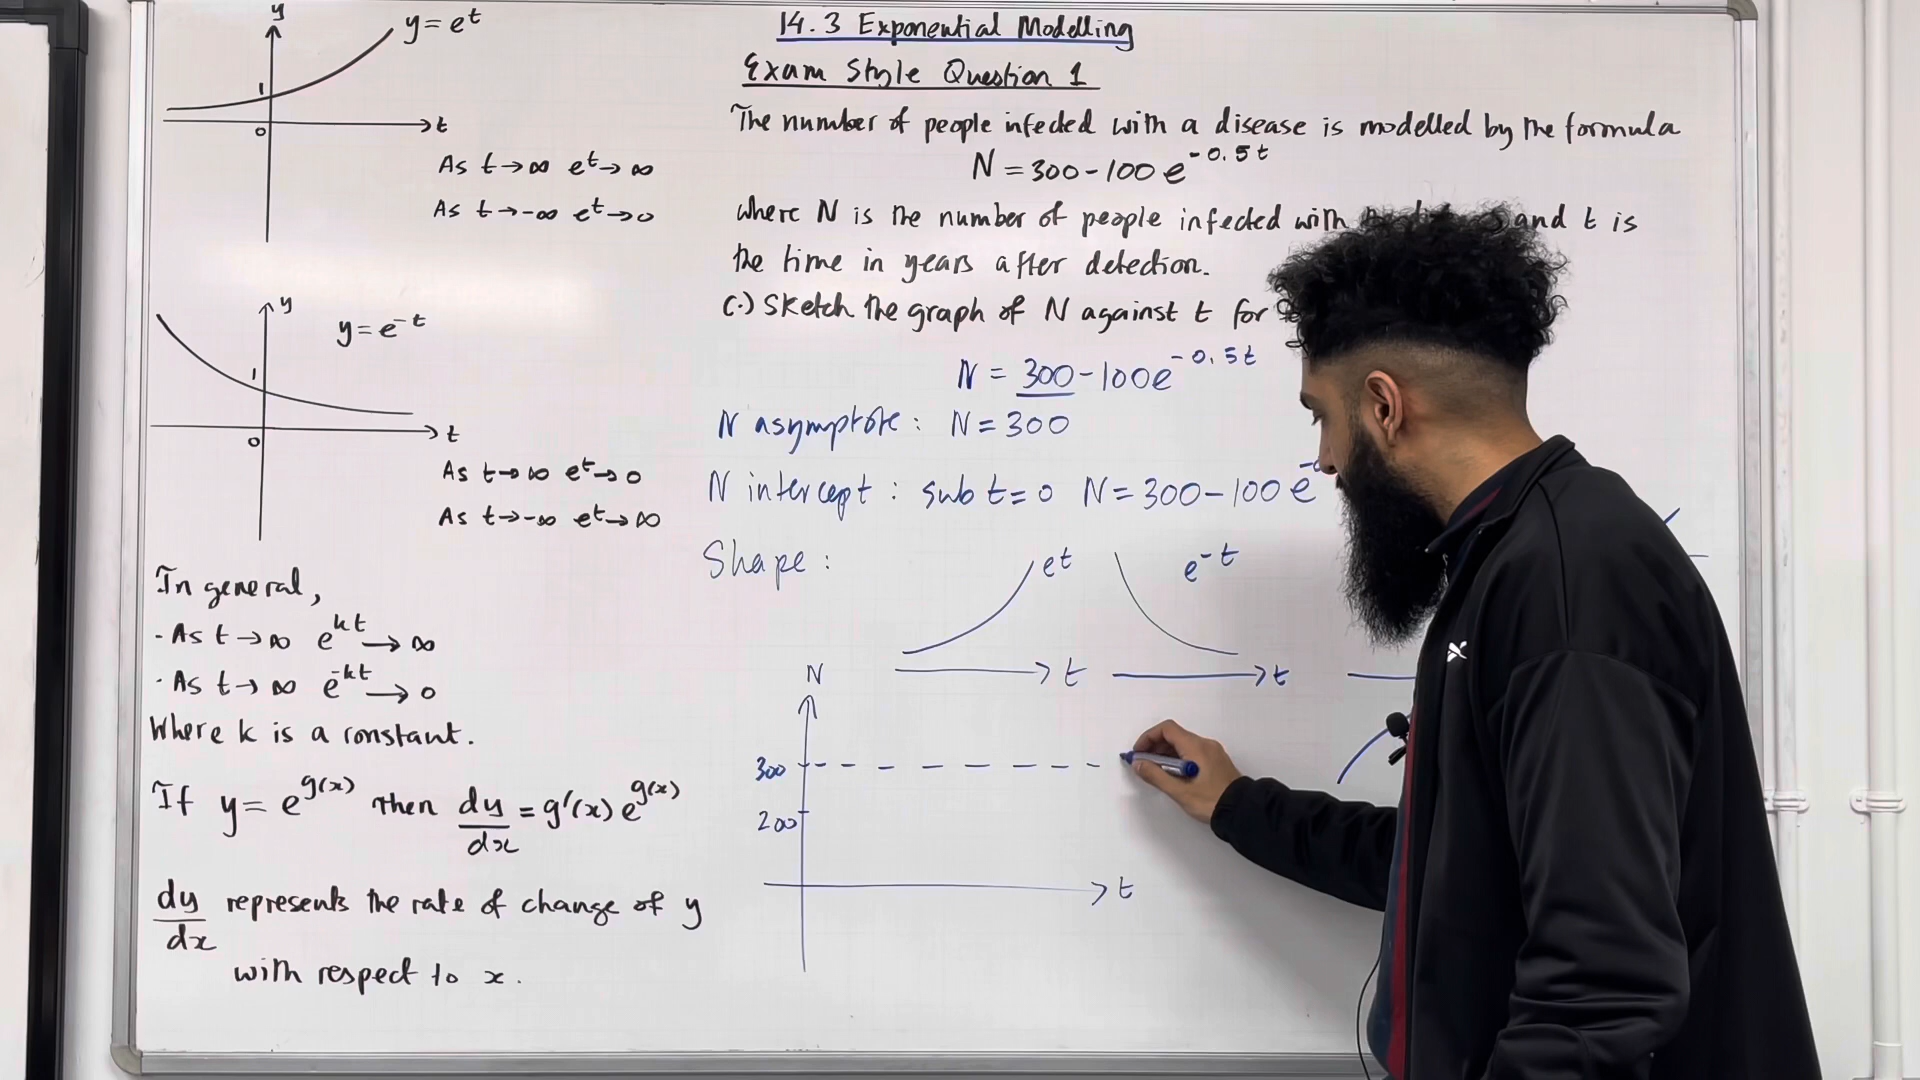 y
y = e^t
1
0
t
As t→∞ e^t→∞
As t→-∞ e^t→0
y
y = e^-t
1
0
t
As t→∞ e^t→0
As t→-∞ e^t→∞
In general,
· As t→∞ e^kt→∞
· As t→∞ e^-kt→0
Where k is a constant.
If y = e^g(x) then dy/dx = g'(x) e^g(x)
dy/dx represents the rate of change of y
with respect to x.
14.3 Exponential Modelling
Exam Style Question 1
The number of people infected with a disease is modelled by the formula
N = 300 - 100 e^-0.5t
where N is the number of people infected with and t is
the time in years after detection.
C.) Sketch the graph of N against t for
N = 300 - 100e^-0.5t
N asymptote: N = 300
N intercept: sub t = 0 N = 300 - 100 e^-
Shape:
e^t
e^-t
t
t
N
300
200
t